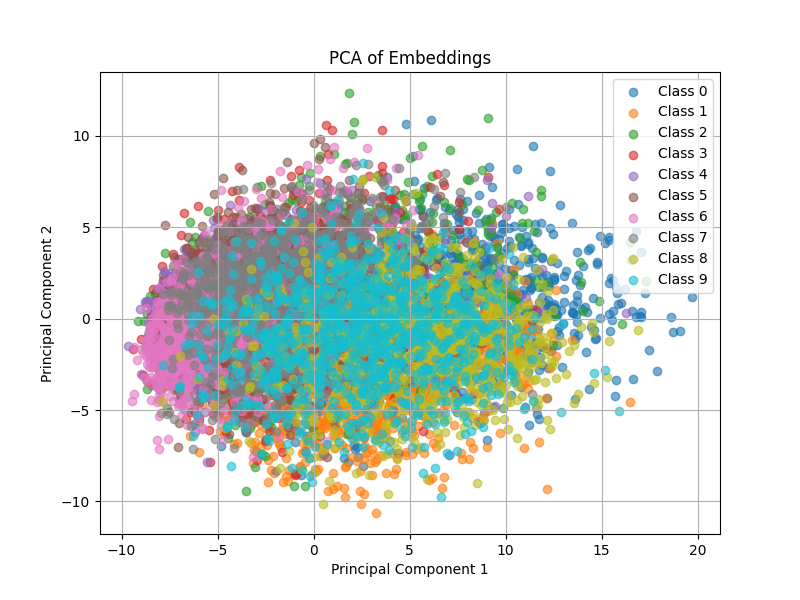 PCA of Embeddings
Class 0
Class 1
Class 2
Class 3
Class 4
Class 5
Class 6
Class 7
Class 8
Class 9
Principal Component 2
10
5
0
−5
−10
−10
−5
0
5
10
15
20
Principal Component 1